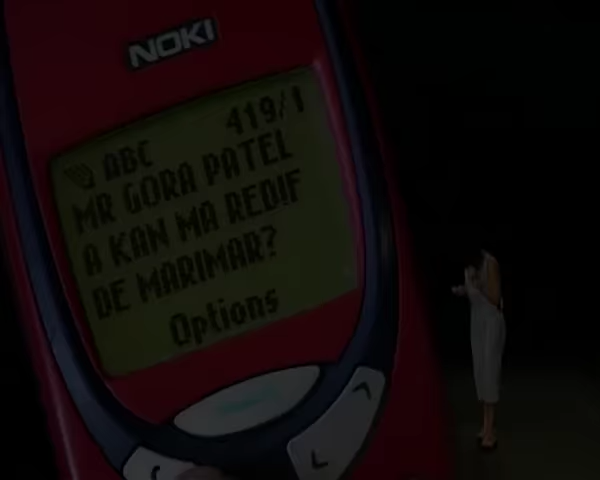 NOKI
419/1
ABC
MR GORA PATEL
A KAN MA REDIF
DE MARIMAR?
Options